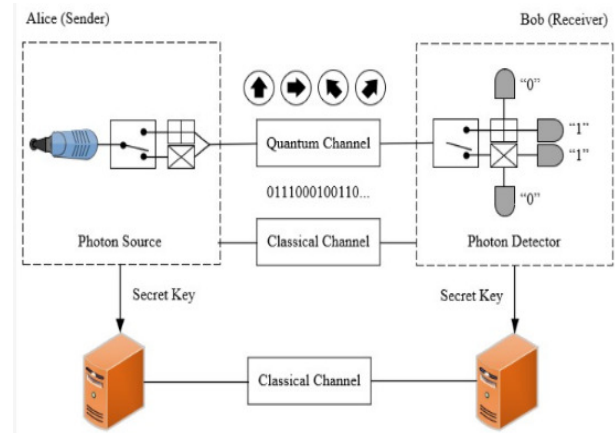 Alice (Sender)
Bob (Receiver)
"0"
"1"
"1"
"0"
Quantum Channel
0111000100110...
Photon Source
Classical Channel
Photon Detector
Secret Key
Secret Key
Classical Channel